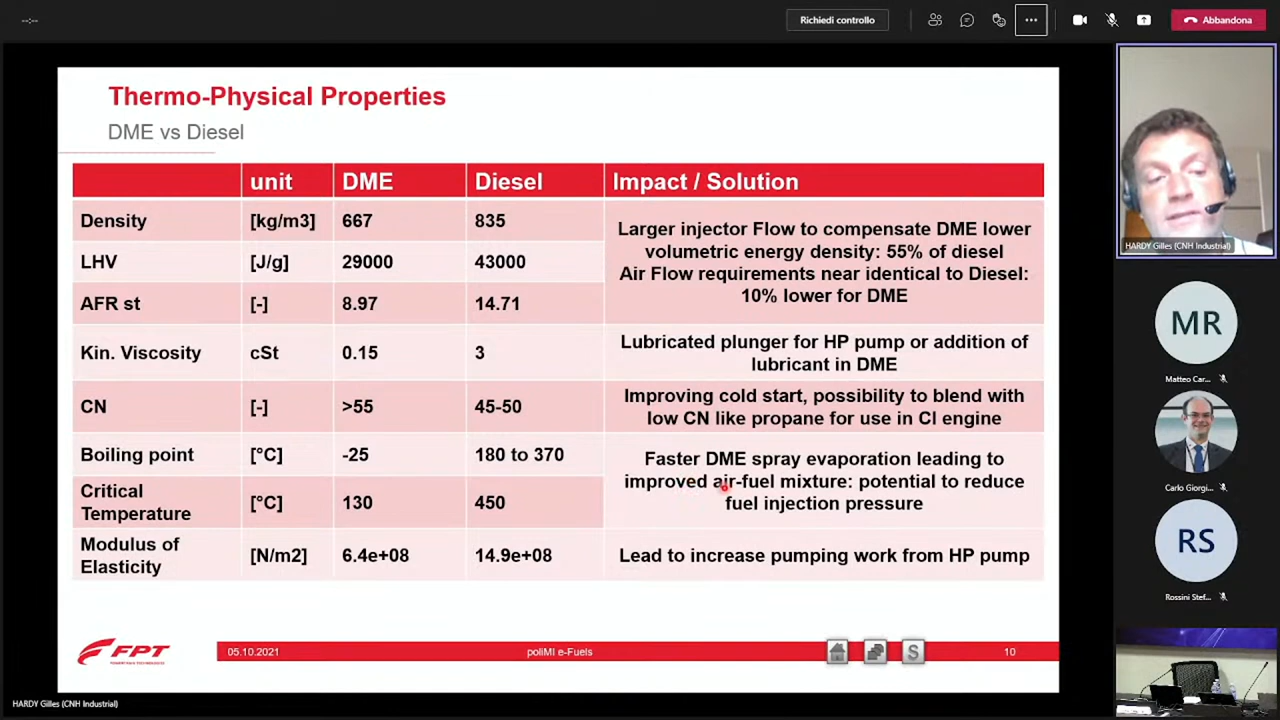 --:--
Richiedi controllo
Abbandona
Thermo-Physical Properties
DME vs Diesel
unit DME Diesel Impact / Solution
Density [kg/m3] 667 835
LHV [J/g] 29000 43000
AFR st [-] 8.97 14.71
Larger injector Flow to compensate DME lower
volumetric energy density: 55% of diesel
Air Flow requirements near identical to Diesel:
10% lower for DME
Kin. Viscosity cSt 0.15 3
Lubricated plunger for HP pump or addition of
lubricant in DME
CN [-] >55 45-50
Improving cold start, possibility to blend with
low CN like propane for use in CI engine
Boiling point [°C] -25 180 to 370
Critical
Temperature [°C] 130 450
Faster DME spray evaporation leading to
improved air-fuel mixture: potential to reduce
fuel injection pressure
Modulus of
Elasticity [N/m2] 6.4e+08 14.9e+08
Lead to increase pumping work from HP pump
FPT
05.10.2021 poliMI e-Fuels S 10
HARDY Gilles (CNH Industrial)
HARDY Gilles (CNH Industrial)
MR
Matteo Car...
Carlo Giorgi...
RS
Rossini Stef...